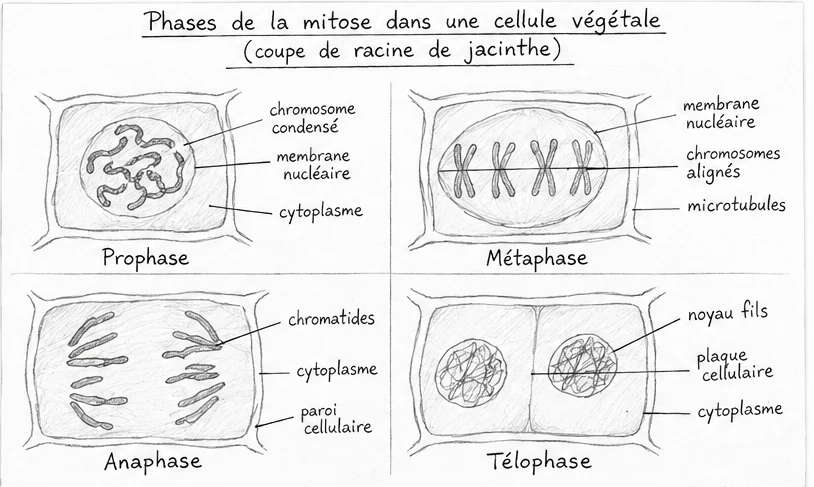 Phases de la mitose dans une cellule végétale
(coupe de racine de jacinthe)
chromosome
condensé
membrane
nucléaire
cytoplasme
Prophase
membrane
nucléaire
chromosomes
alignés
microtubules
Métaphase
chromatides
cytoplasme
paroi
cellulaire
Anaphase
noyau fils
plaque
cellulaire
cytoplasme
Télophase